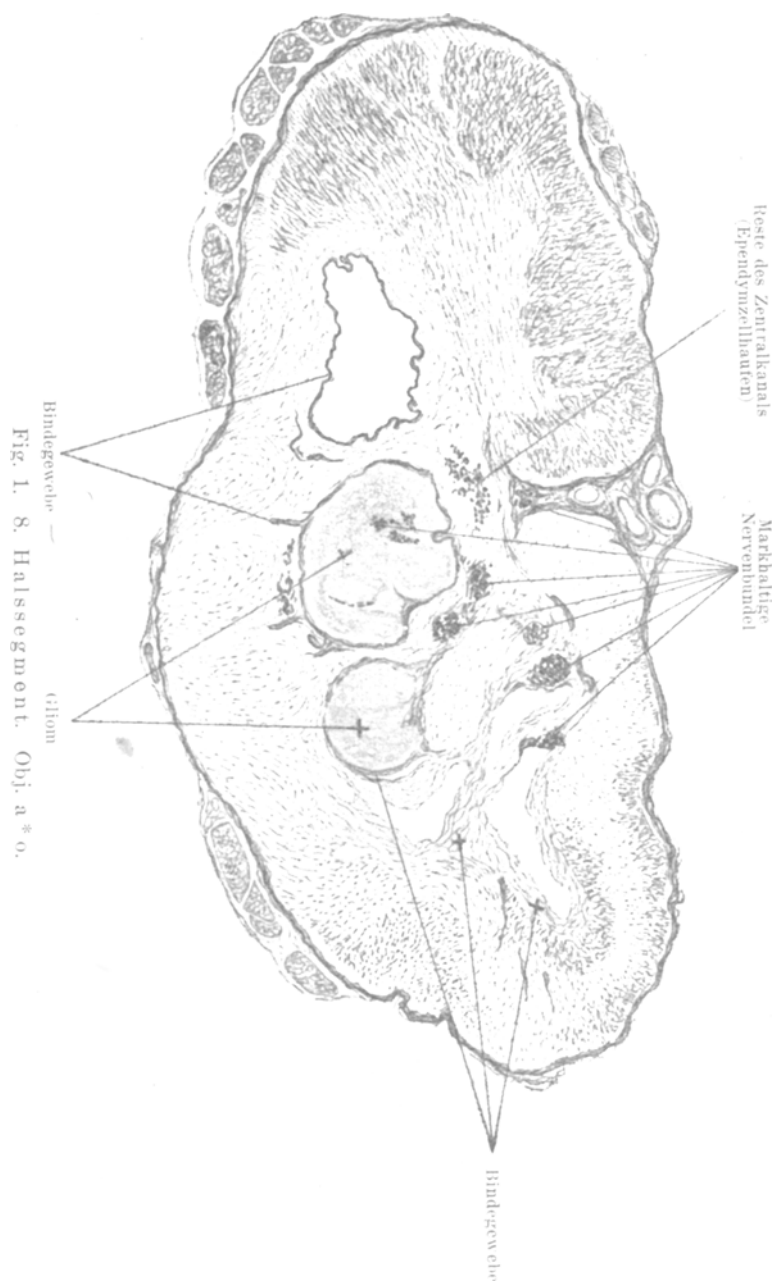 Reste des Zentralkanals
(Ependymzellhaufen)
Markhaltige
Nervenbündel
Bindegewebe
Bindegewebe
Gliom
Fig. 1. 8. Halssegment. Obj. a * o.